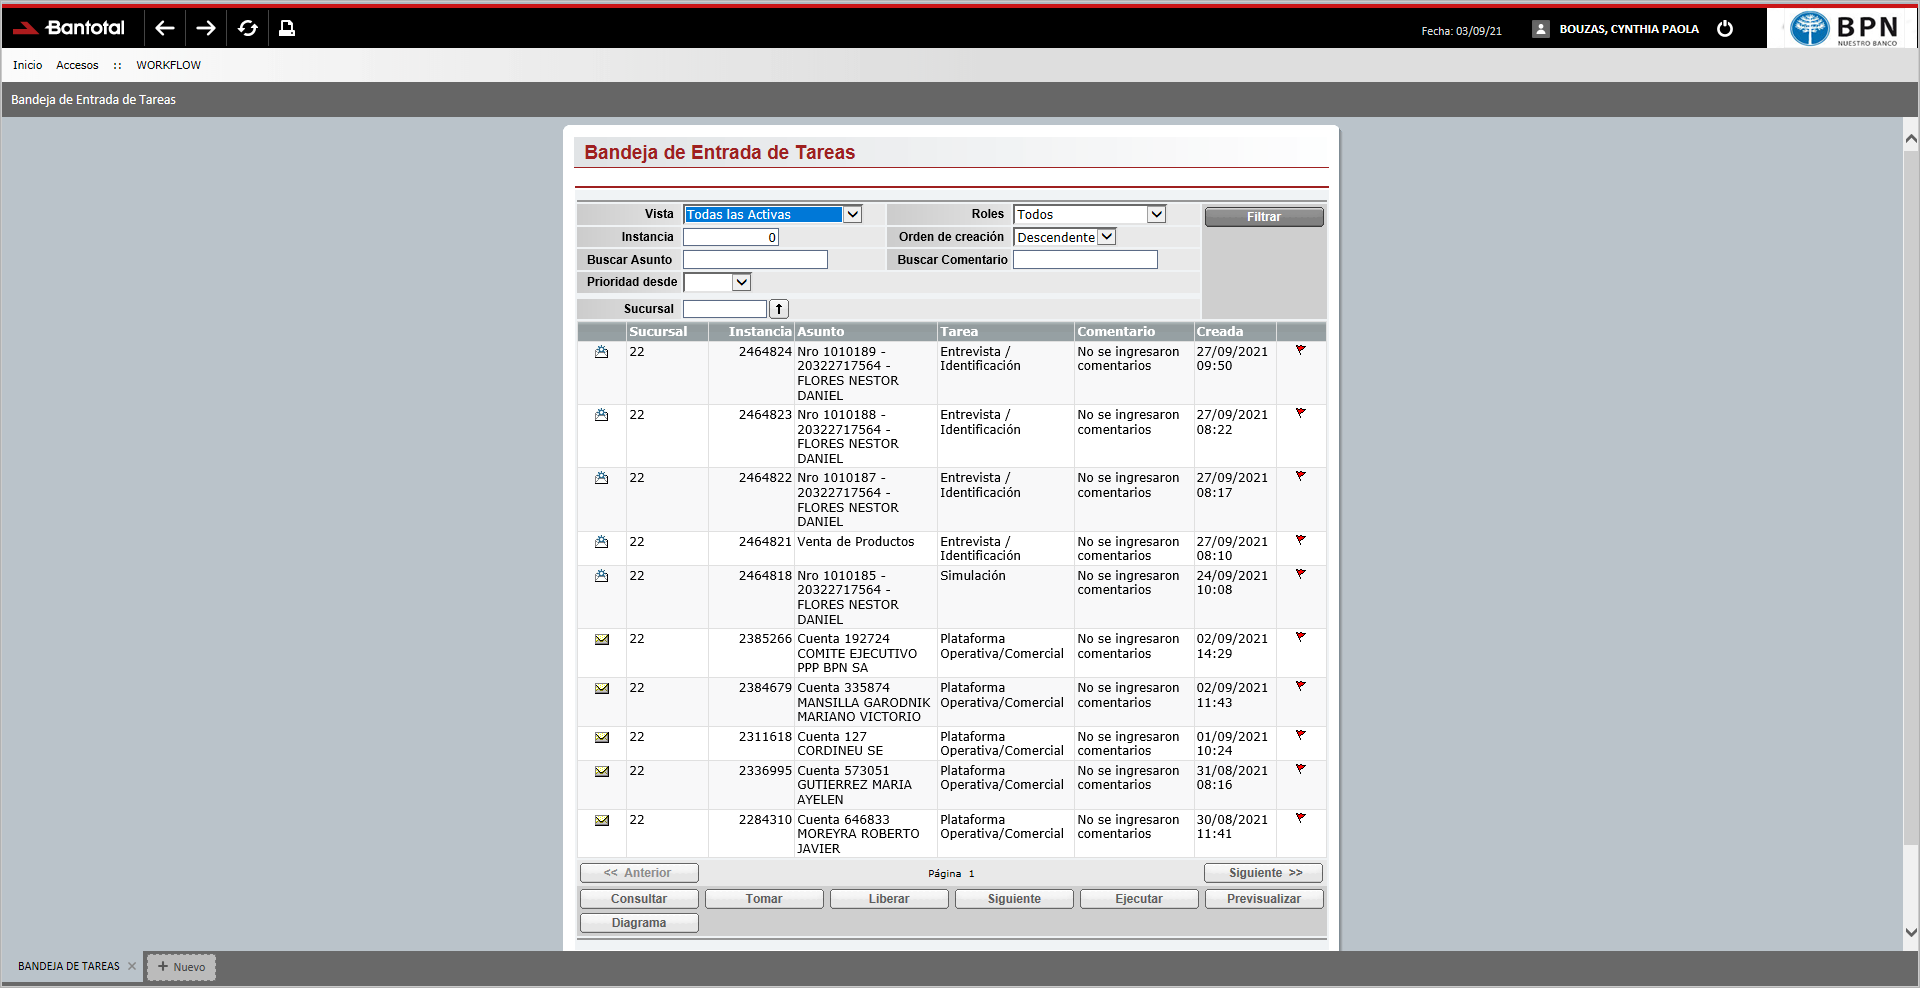 Bantotal
Fecha: 03/09/21
BOUZAS, CYNTHIA PAOLA
BPN
NUESTRO BANCO
Inicio Accesos :: WORKFLOW
Bandeja de Entrada de Tareas
Bandeja de Entrada de Tareas
Vista Todas las Activas Roles Todos Filtrar
Instancia 0 Orden de creación Descendente
Buscar Asunto Buscar Comentario
Prioridad desde
Sucursal
Sucursal Instancia Asunto Tarea Comentario Creada
22 2464824 Nro 1010189 - Entrevista / No se ingresaron 27/09/2021
20322717564 - Identificación comentarios 09:50
FLORES NESTOR
DANIEL
22 2464823 Nro 1010188 - Entrevista / No se ingresaron 27/09/2021
20322717564 - Identificación comentarios 08:22
FLORES NESTOR
DANIEL
22 2464822 Nro 1010187 - Entrevista / No se ingresaron 27/09/2021
20322717564 - Identificación comentarios 08:17
FLORES NESTOR
DANIEL
22 2464821 Venta de Productos Entrevista / No se ingresaron 27/09/2021
Identificación comentarios 08:10
22 2464818 Nro 1010185 - Simulación No se ingresaron 24/09/2021
20322717564 - comentarios 10:08
FLORES NESTOR
DANIEL
22 2385266 Cuenta 192724 Plataforma No se ingresaron 02/09/2021
COMITE EJECUTIVO Operativa/Comercial comentarios 14:29
PPP BPN SA
22 2384679 Cuenta 335874 Plataforma No se ingresaron 02/09/2021
MANSILLA GARODNIK Operativa/Comercial comentarios 11:43
MARIANO VICTORIO
22 2311618 Cuenta 127 Plataforma No se ingresaron 01/09/2021
CORDINEU SE Operativa/Comercial comentarios 10:24
22 2336995 Cuenta 573051 Plataforma No se ingresaron 31/08/2021
GUTIERREZ MARIA Operativa/Comercial comentarios 08:16
AYELEN
22 2284310 Cuenta 646833 Plataforma No se ingresaron 30/08/2021
MOREYRA ROBERTO Operativa/Comercial comentarios 11:41
JAVIER
<< Anterior Página 1 Siguiente >>
Consultar Tomar Liberar Siguiente Ejecutar Previsualizar
Diagrama
BANDEJA DE TAREAS × + Nuevo